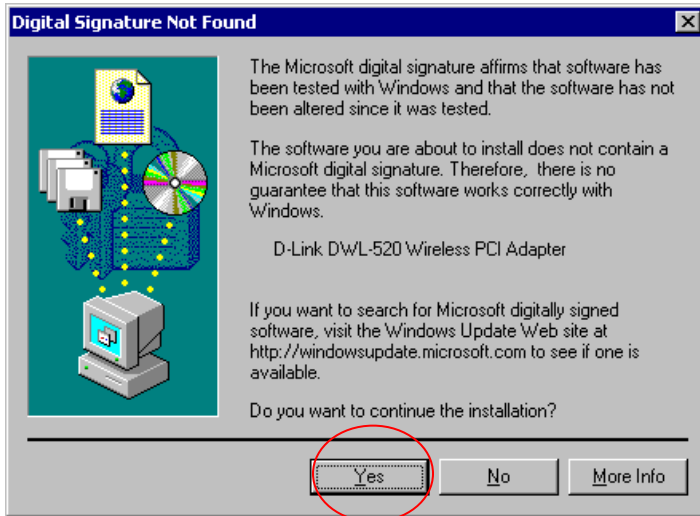 Digital Signature Not Found
The Microsoft digital signature affirms that software has
been tested with Windows and that the software has not
been altered since it was tested.
The software you are about to install does not contain a
Microsoft digital signature. Therefore,  there is no
guarantee that this software works correctly with
Windows.
D-Link DWL-520 Wireless PCI Adapter
If you want to search for Microsoft digitally signed
software, visit the Windows Update Web site at
http://windowsupdate.microsoft.com to see if one is
available.
Do you want to continue the installation?
Yes
No
More Info